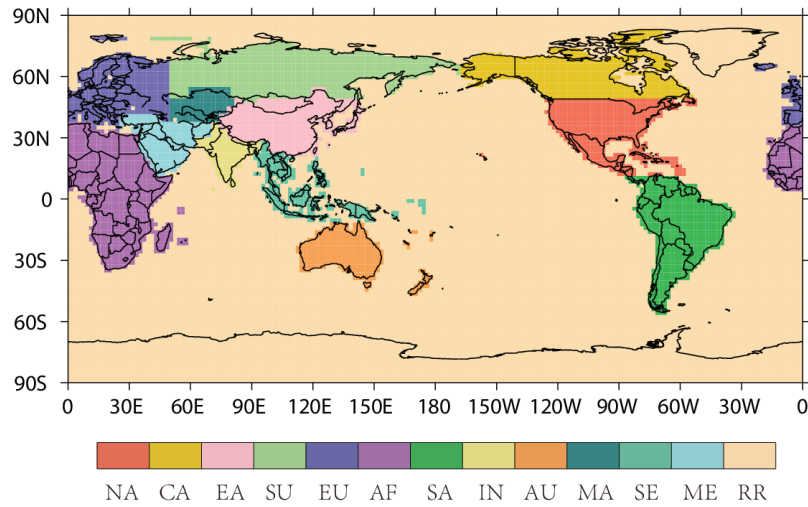 90N
60N
30N
0
30S
60S
90S
0 30E 60E 90E 120E 150E 180 150W 120W 90W 60W 30W 0
NA CA EA SU EU AF SA IN AU MA SE ME RR